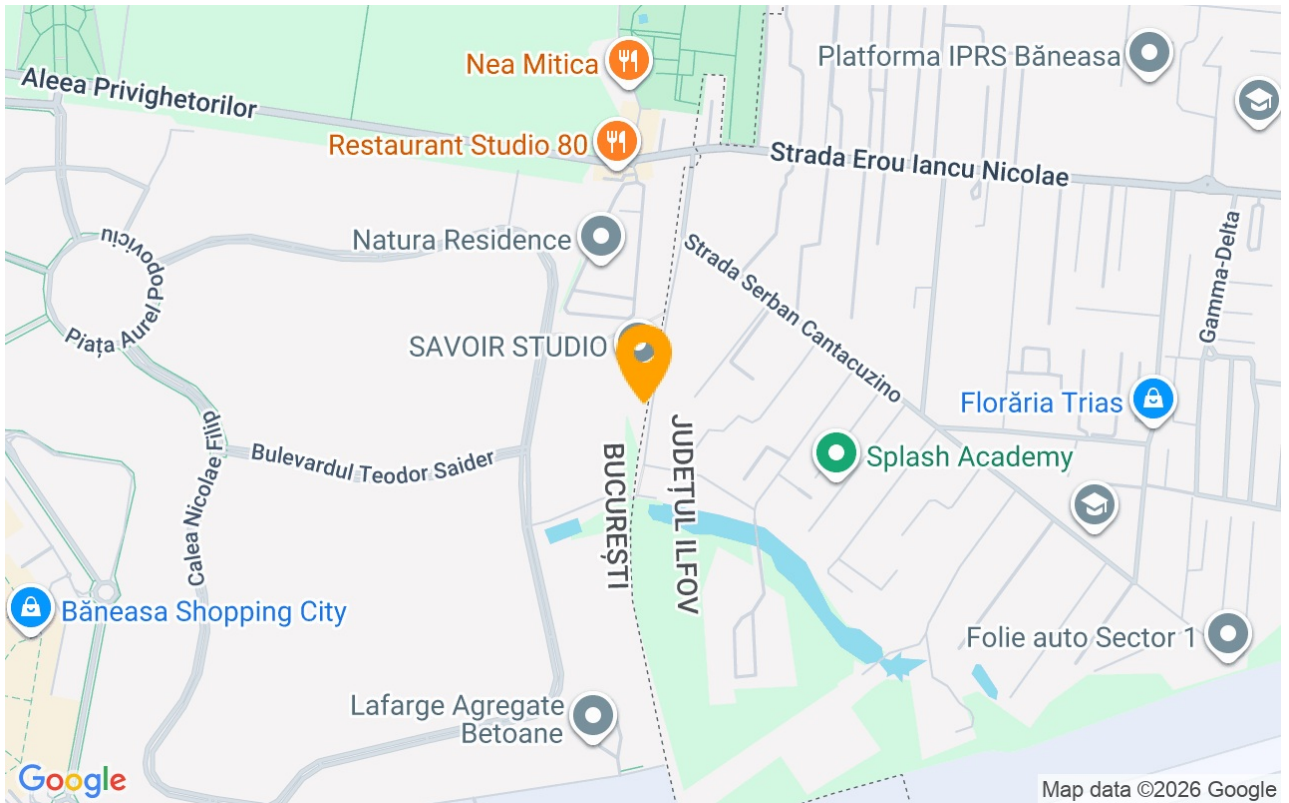 Nea Mitica
Platforma IPRS Băneasa
Aleea Privighetorilor
Restaurant Studio 80
Strada Erou Iancu Nicolae
Natura Residence
Piața Aurel Popoviciu
Strada Serban Cantacuzino
Gamma-Delta
SAVOIR STUDIO
Florăria Trias
Calea Nicolae Filip
Bulevardul Teodor Saider
BUCUREȘTI
JUDEȚUL ILFOV
Splash Academy
Băneasa Shopping City
Folie auto Sector 1
Lafarge Agregate
Betoane
Google
Map data ©2026 Google